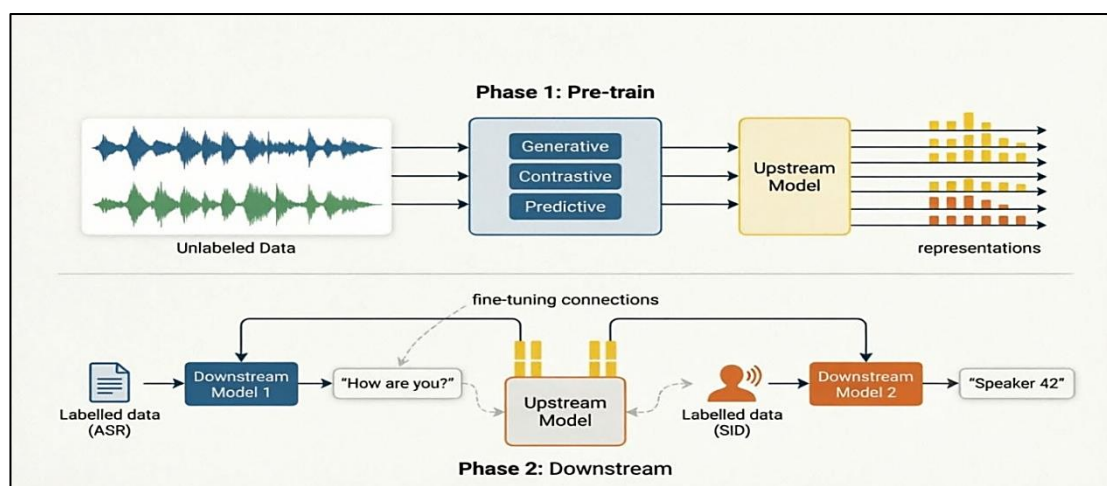 Phase 1: Pre-train
Unlabeled Data
Generative
Contrastive
Predictive
Upstream
Model
representations
fine-tuning connections
Labelled data
(ASR)
Downstream
Model 1
"How are you?"
Upstream
Model
Labelled data
(SID)
Downstream
Model 2
"Speaker 42"
Phase 2: Downstream